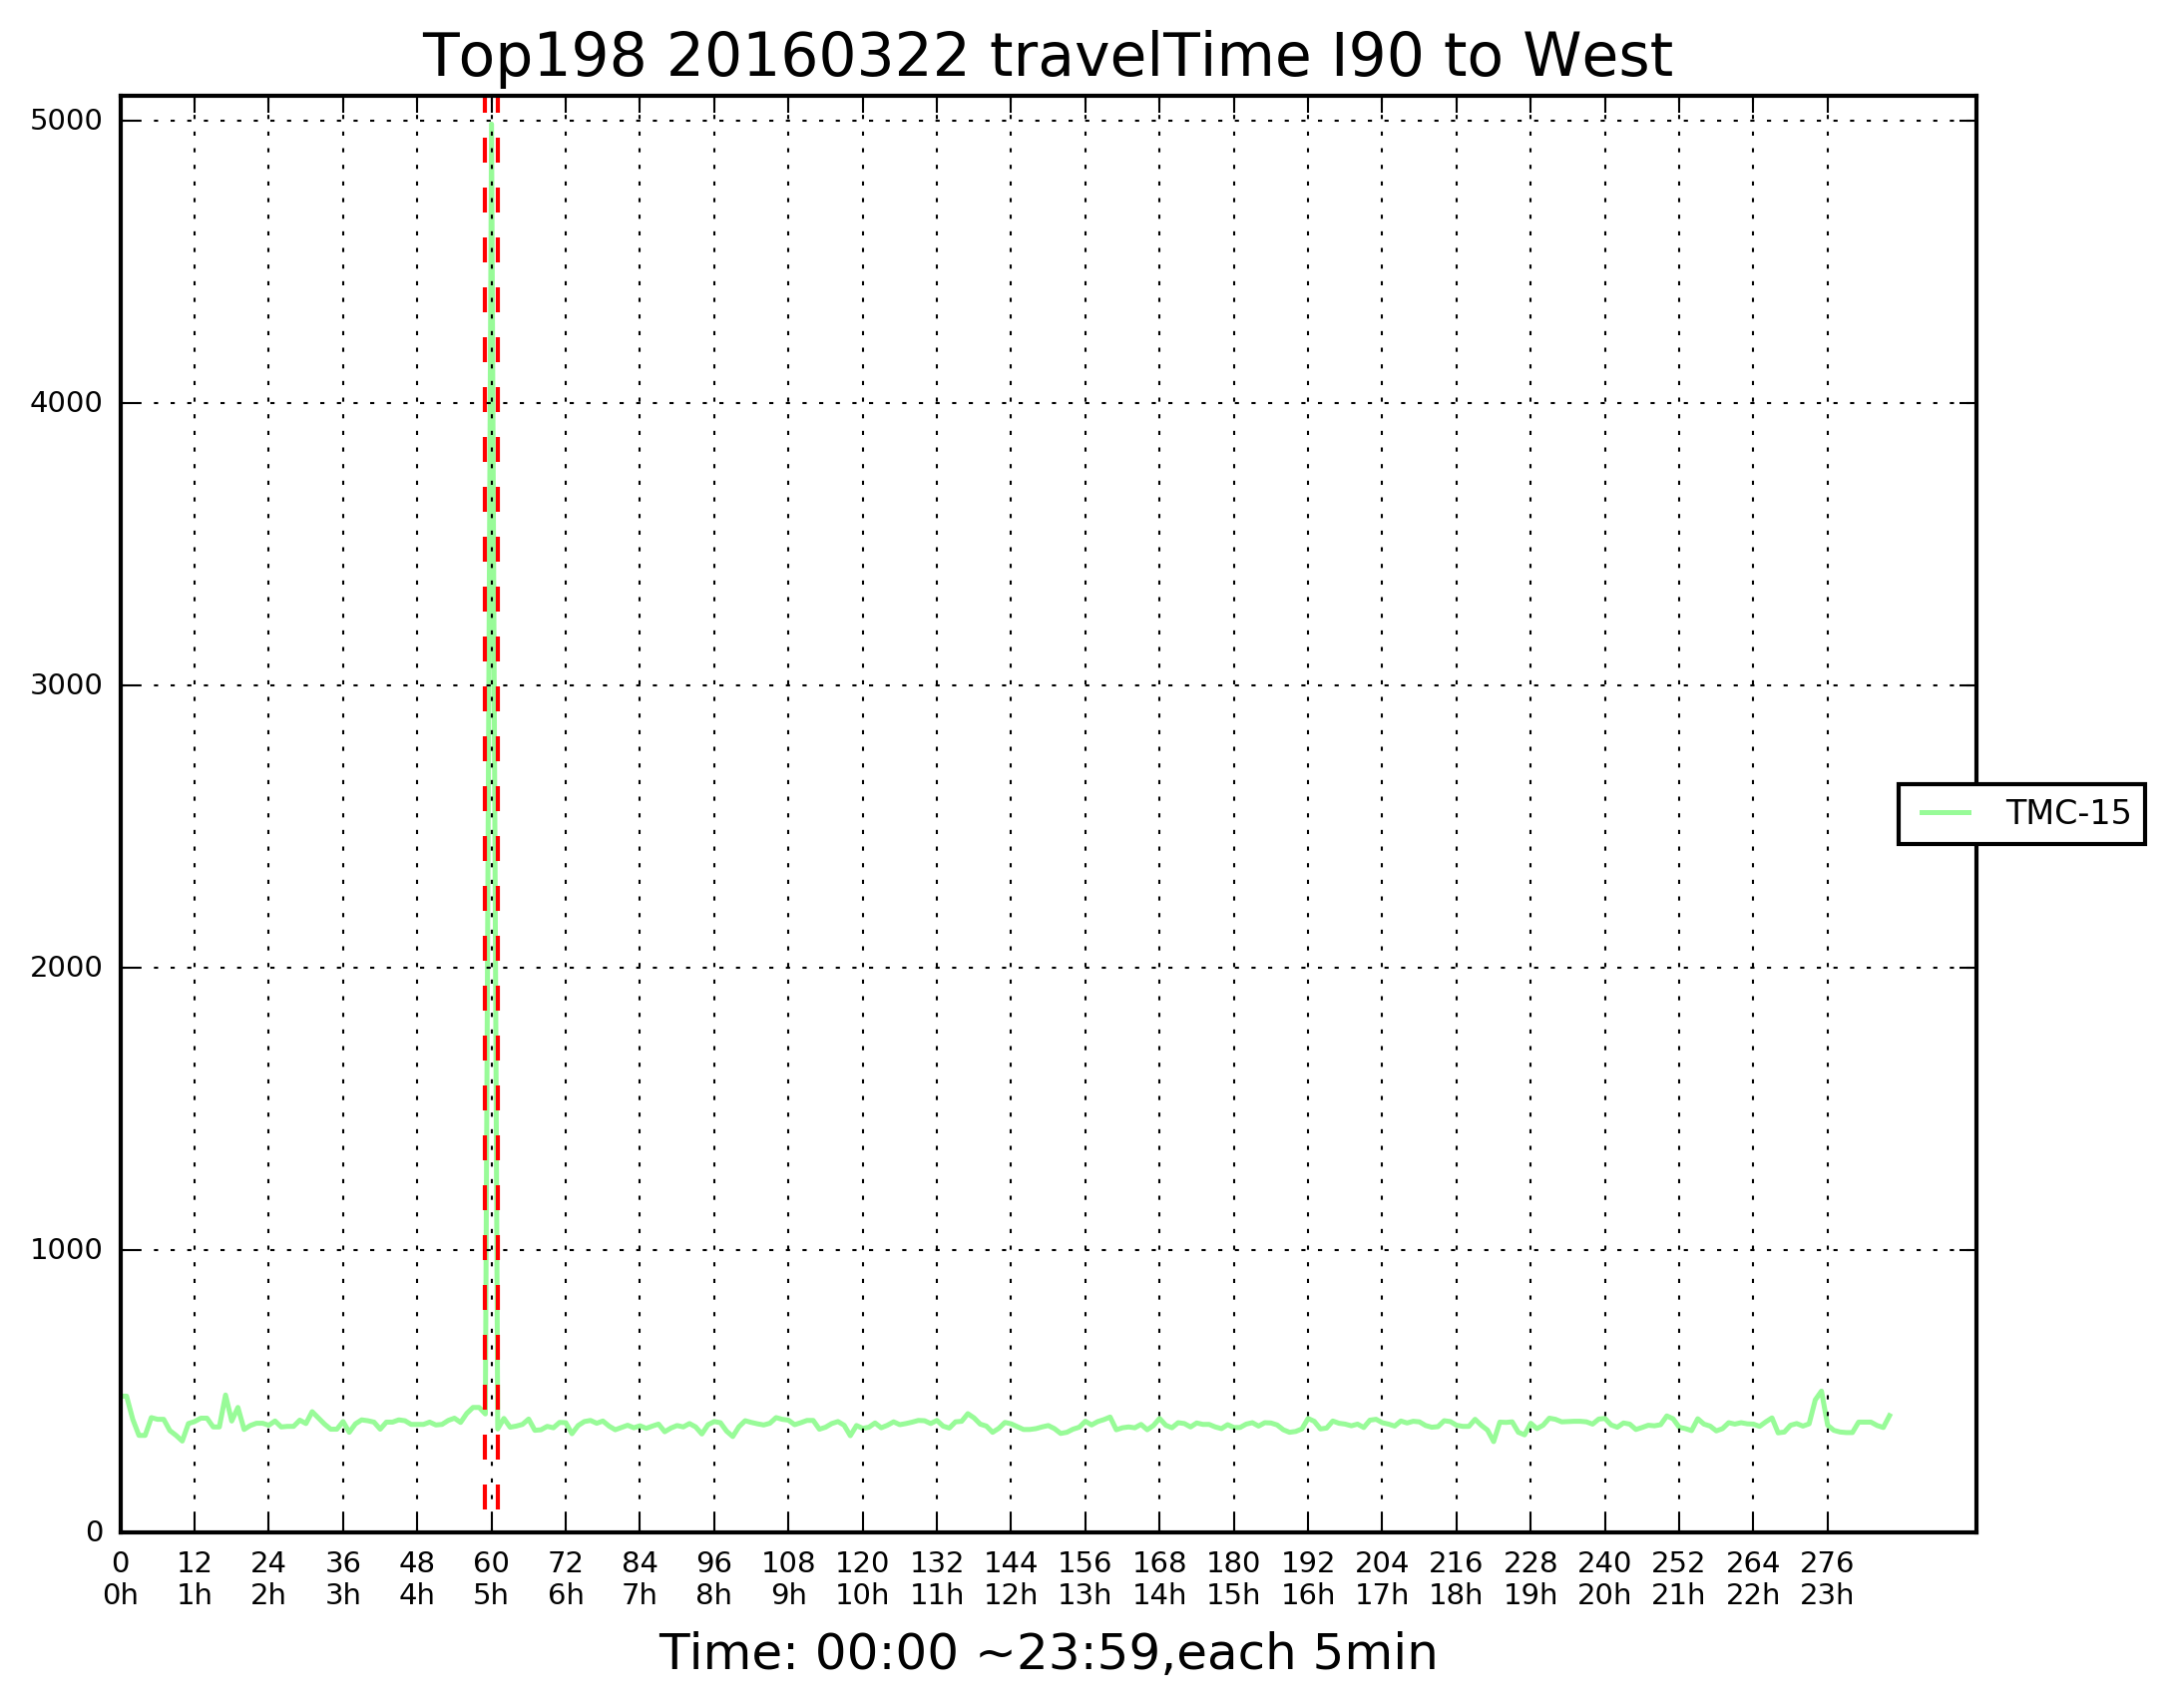 Top198 20160322 travelTime I90 to West
5000
4000
3000
2000
1000
0
TMC-15
0 12 24 36 48 60 72 84 96 108 120 132 144 156 168 180 192 204 216 228 240 252 264 276
0h 1h 2h 3h 4h 5h 6h 7h 8h 9h 10h 11h 12h 13h 14h 15h 16h 17h 18h 19h 20h 21h 22h 23h
Time: 00:00 ~23:59,each 5min